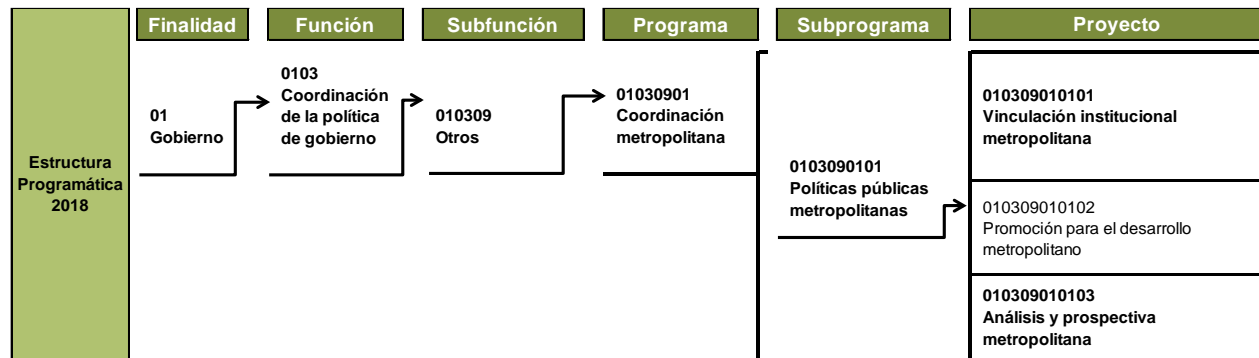 Finalidad
Función
Subfunción
Programa
Subprograma
Proyecto
Estructura
Programática
2018
01
Gobierno
0103
Coordinación
de la política
de gobierno
010309
Otros
01030901
Coordinación
metropolitana
0103090101
Políticas públicas
metropolitanas
010309010101
Vinculación institucional
metropolitana
010309010102
Promoción para el desarrollo
metropolitano
010309010103
Análisis y prospectiva
metropolitana